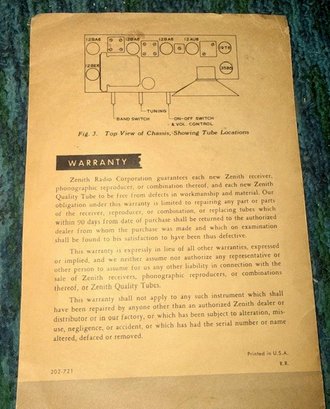 12BA6 12BA6 12BA6 12AU6
19T8
12BE6
35B5
BAND SWITCH
TUNING
ON-OFF SWITCH
& VOL. CONTROL
Fig. 3. Top View of Chassis, Showing Tube Locations
WARRANTY
Zenith Radio Corporation guarantees each new Zenith receiver,
phonographic reproducer, or combination thereof, and each new Zenith
Quality Tube to be free from defects in workmanship and material. Our
obligation under this warranty is limited to repairing any part or parts
of the receiver, reproducer, or combination, or replacing tubes which
within 90 days from date of purchase shall be returned to the authorized
dealer from whom the purchase was made and which on examination
shall be found to his satisfaction to have been thus defective.
This warranty is expressly in lieu of all other warranties, expressed
or implied, and we neither assume nor authorize any representative or
other person to assume for us any other liability in connection with the
sale of Zenith receivers, phonographic reproducers, or combinations
thereof, or Zenith Quality Tubes.
This warranty shall not apply to any such instrument which shall
have been repaired by anyone other than an authorized Zenith dealer or
distributor or in our factory, or which has been subject to alteration, mis-
use, negligence, or accident, or which has had the serial number or name
altered, defaced or removed.
Printed in U.S.A.
R.R.
202-721